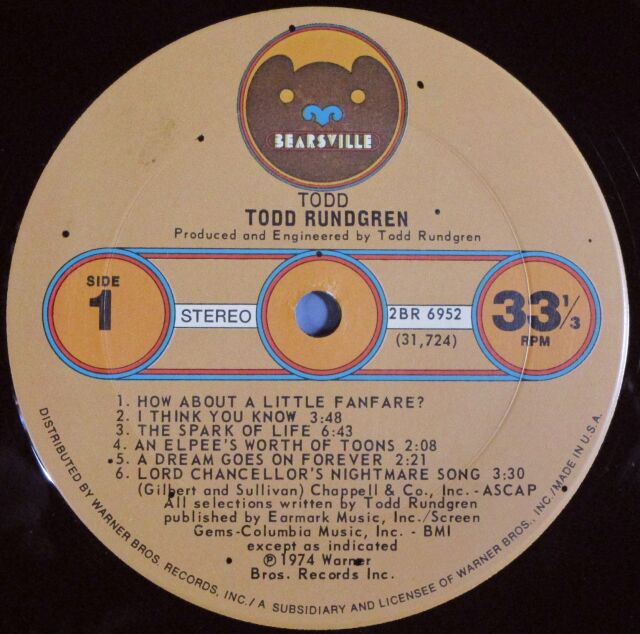 BEARSVILLE
TODD
TODD RUNDGREN
Produced and Engineered by Todd Rundgren
SIDE
1
STEREO
2BR 6952
(31,724)
33 1/3
RPM
1. HOW ABOUT A LITTLE FANFARE?
2. I THINK YOU KNOW 3:48
3. THE SPARK OF LIFE 6:43
4. AN ELPEE'S WORTH OF TOONS 2:08
5. A DREAM GOES ON FOREVER 2:21
6. LORD CHANCELLOR'S NIGHTMARE SONG 3:30
(Gilbert and Sullivan) Chappell & Co., Inc. - ASCAP
All selections written by Todd Rundgren
published by Earmark Music, Inc./Screen
Gems-Columbia Music, Inc. - BMI
except as indicated
℗ 1974 Warner
Bros. Records Inc.
DISTRIBUTED BY WARNER BROS. RECORDS, INC./A SUBSIDIARY AND LICENSEE OF WARNER BROS., INC./MADE IN U.S.A.